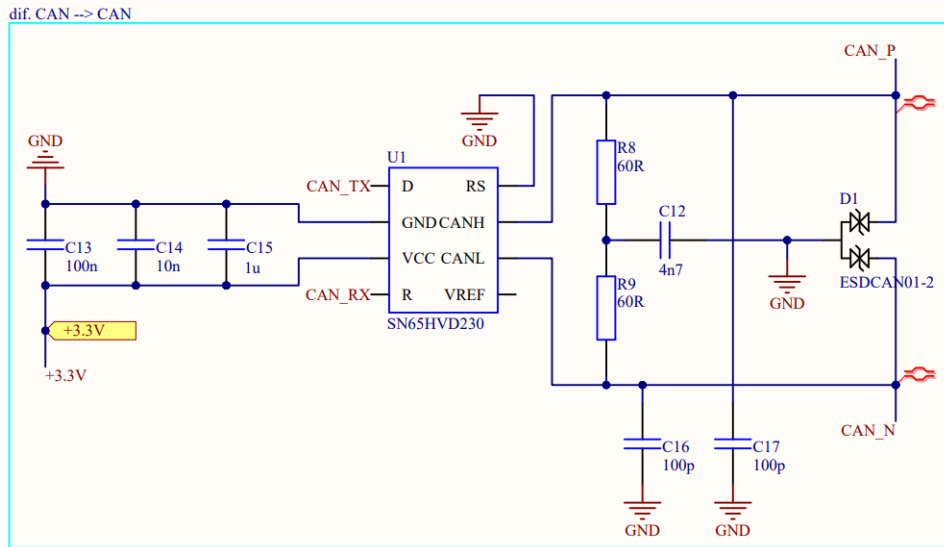 dif. CAN --> CAN
CAN_P
GND
GND
U1
R8
60R
CAN_TX
D
RS
D1
C12
GND
CANH
C13
100n
C14
10n
C15
1u
4n7
VCC
CANL
R9
60R
GND
ESDCAN01-2
CAN_RX
R
VREF
SN65HVD230
+3.3V
+3.3V
CAN_N
C16
100p
C17
100p
GND
GND